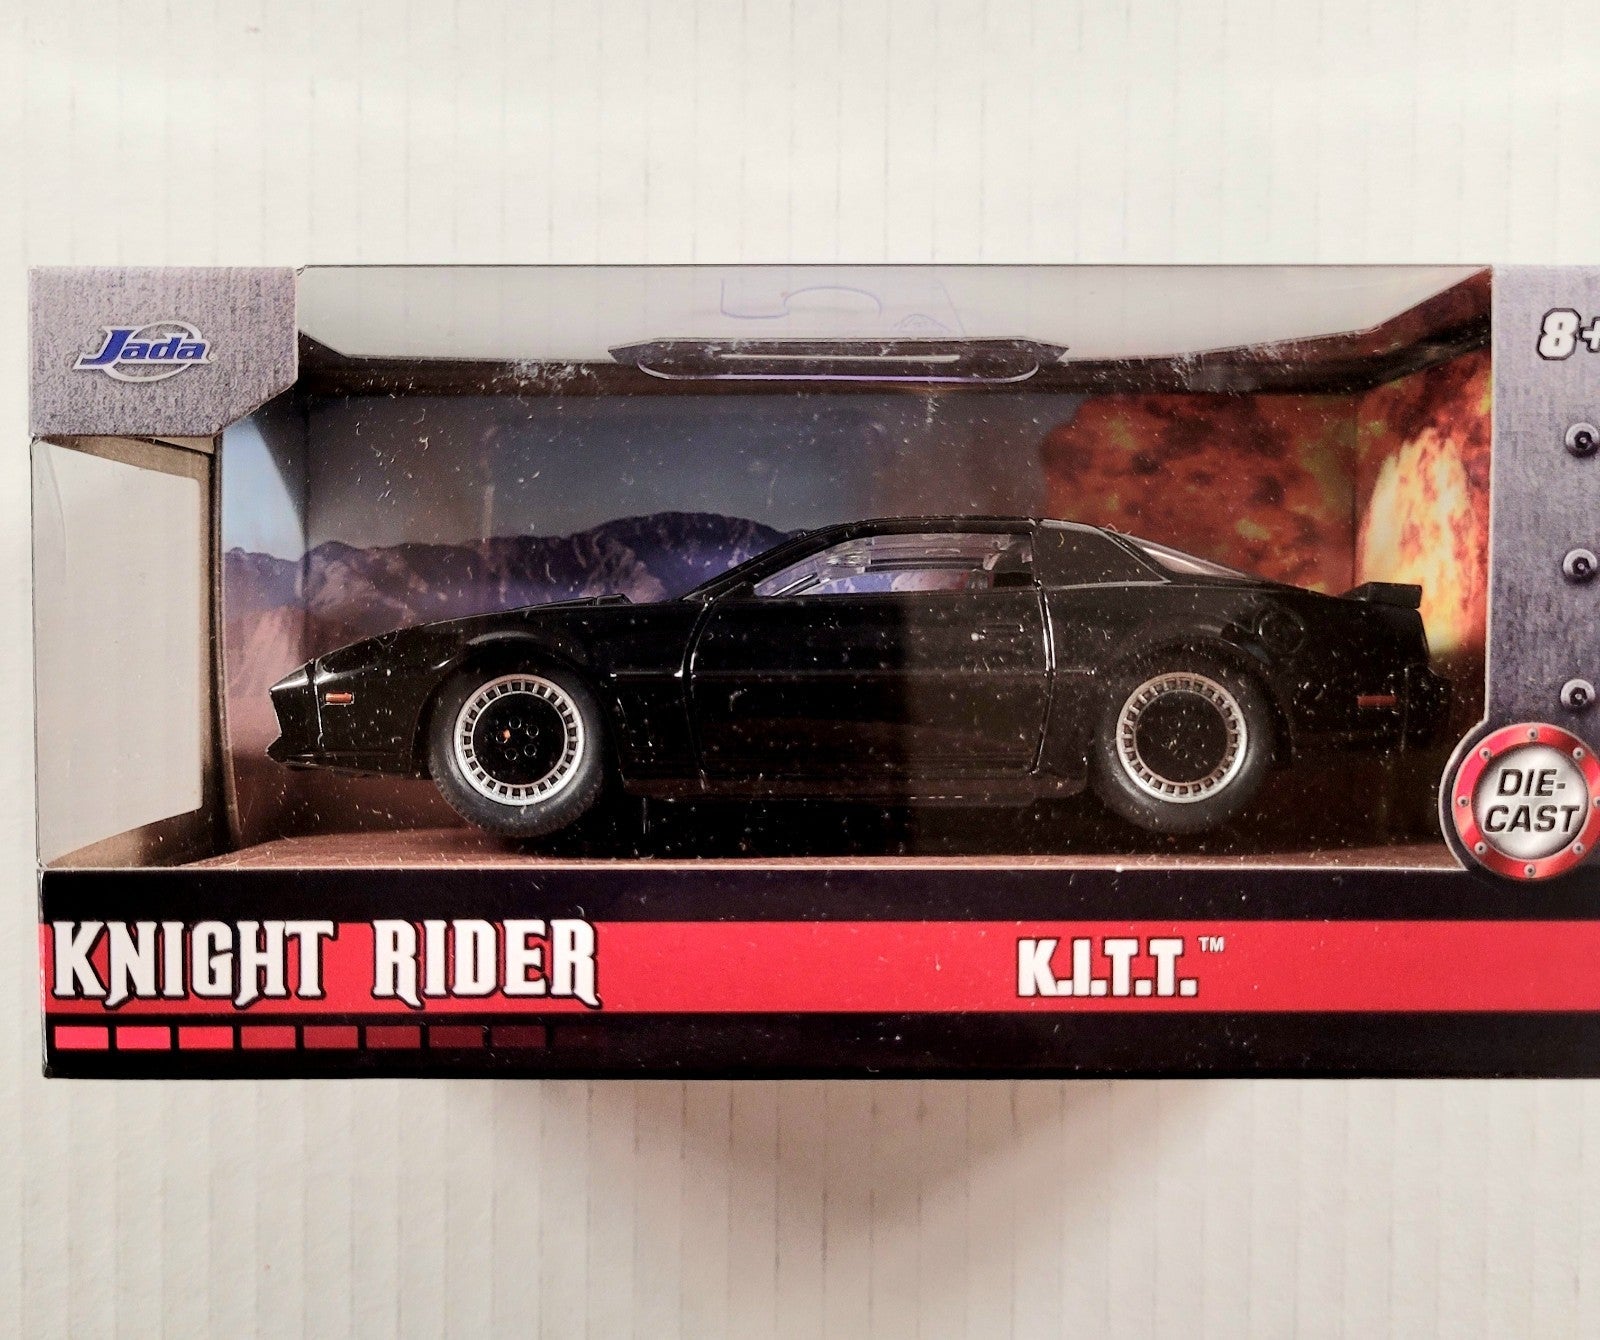 Jada
8+
DIE-
CAST
KNIGHT RIDER
K.I.T.T.™